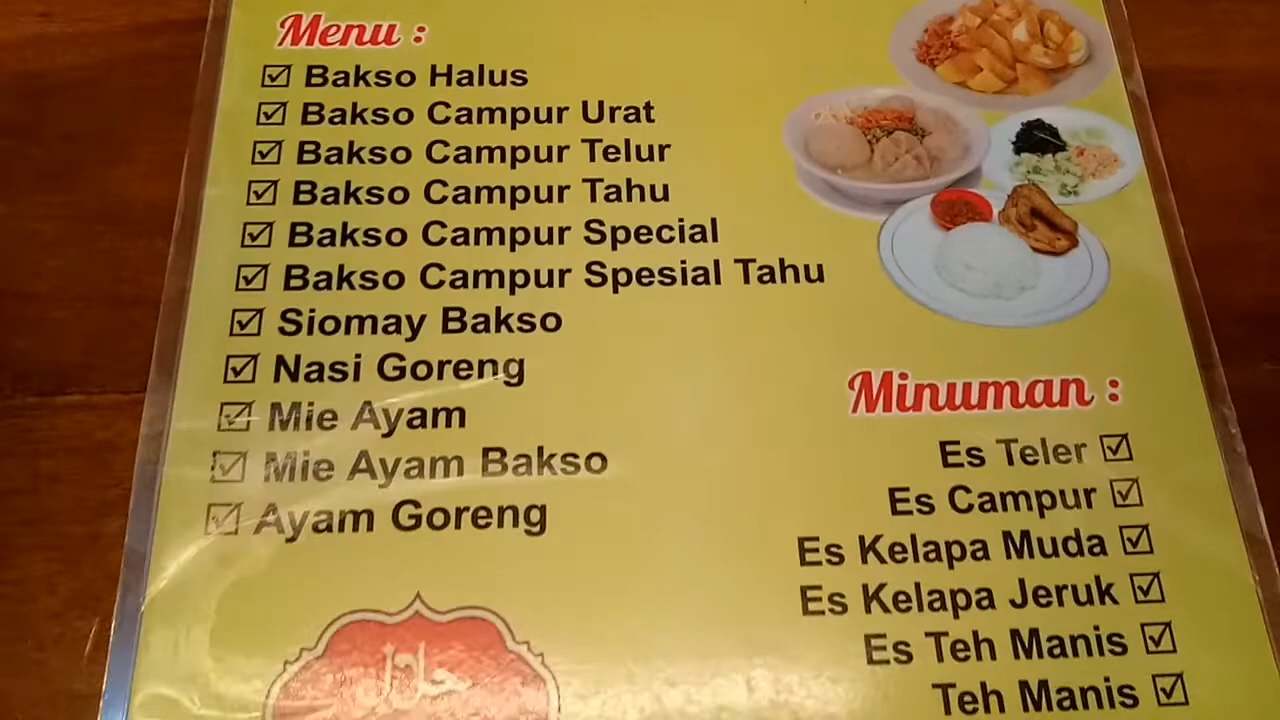 Menu :
☑ Bakso Halus
☑ Bakso Campur Urat
☑ Bakso Campur Telur
☑ Bakso Campur Tahu
☑ Bakso Campur Special
☑ Bakso Campur Spesial Tahu
☑ Siomay Bakso
☑ Nasi Goreng
☑ Mie Ayam
☑ Mie Ayam Bakso
☑ Ayam Goreng
Minuman :
Es Teler ☑
Es Campur ☑
Es Kelapa Muda ☑
Es Kelapa Jeruk ☑
Es Teh Manis ☑
Teh Manis ☑
حلال